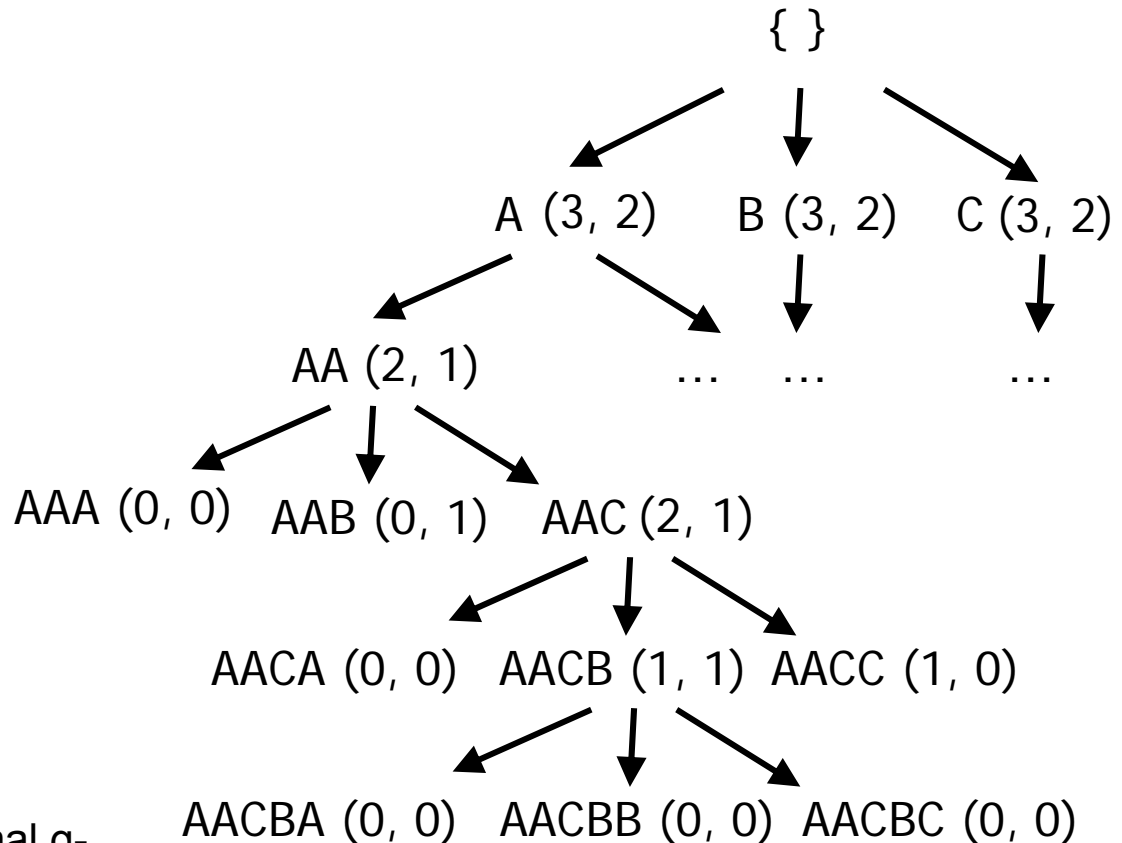 { }
A (3, 2) B (3, 2) C (3, 2)
AA (2, 1) ... ... ...
AAA (0, 0) AAB (0, 1) AAC (2, 1)
AACA (0, 0) AACB (1, 1) AACC (1, 0)
AACBA (0, 0) AACBB (0, 0) AACBC (0, 0)